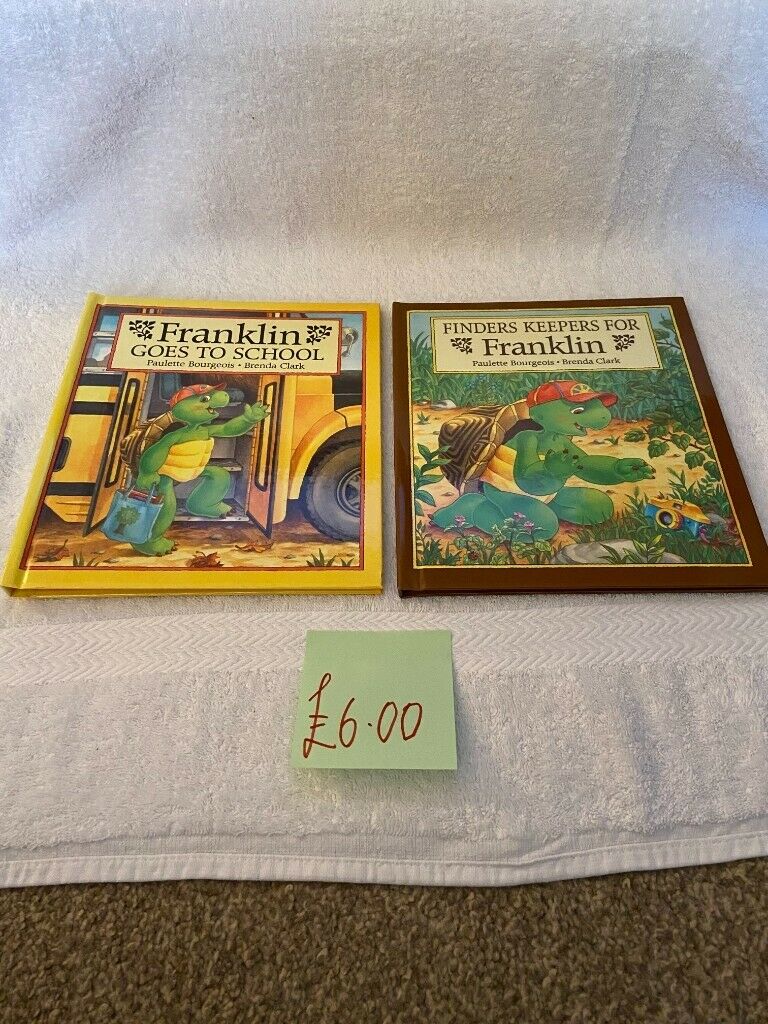 Franklin
GOES TO SCHOOL
Paulette Bourgeois • Brenda Clark
FINDERS KEEPERS FOR
Franklin
Paulette Bourgeois • Brenda Clark
£6.00